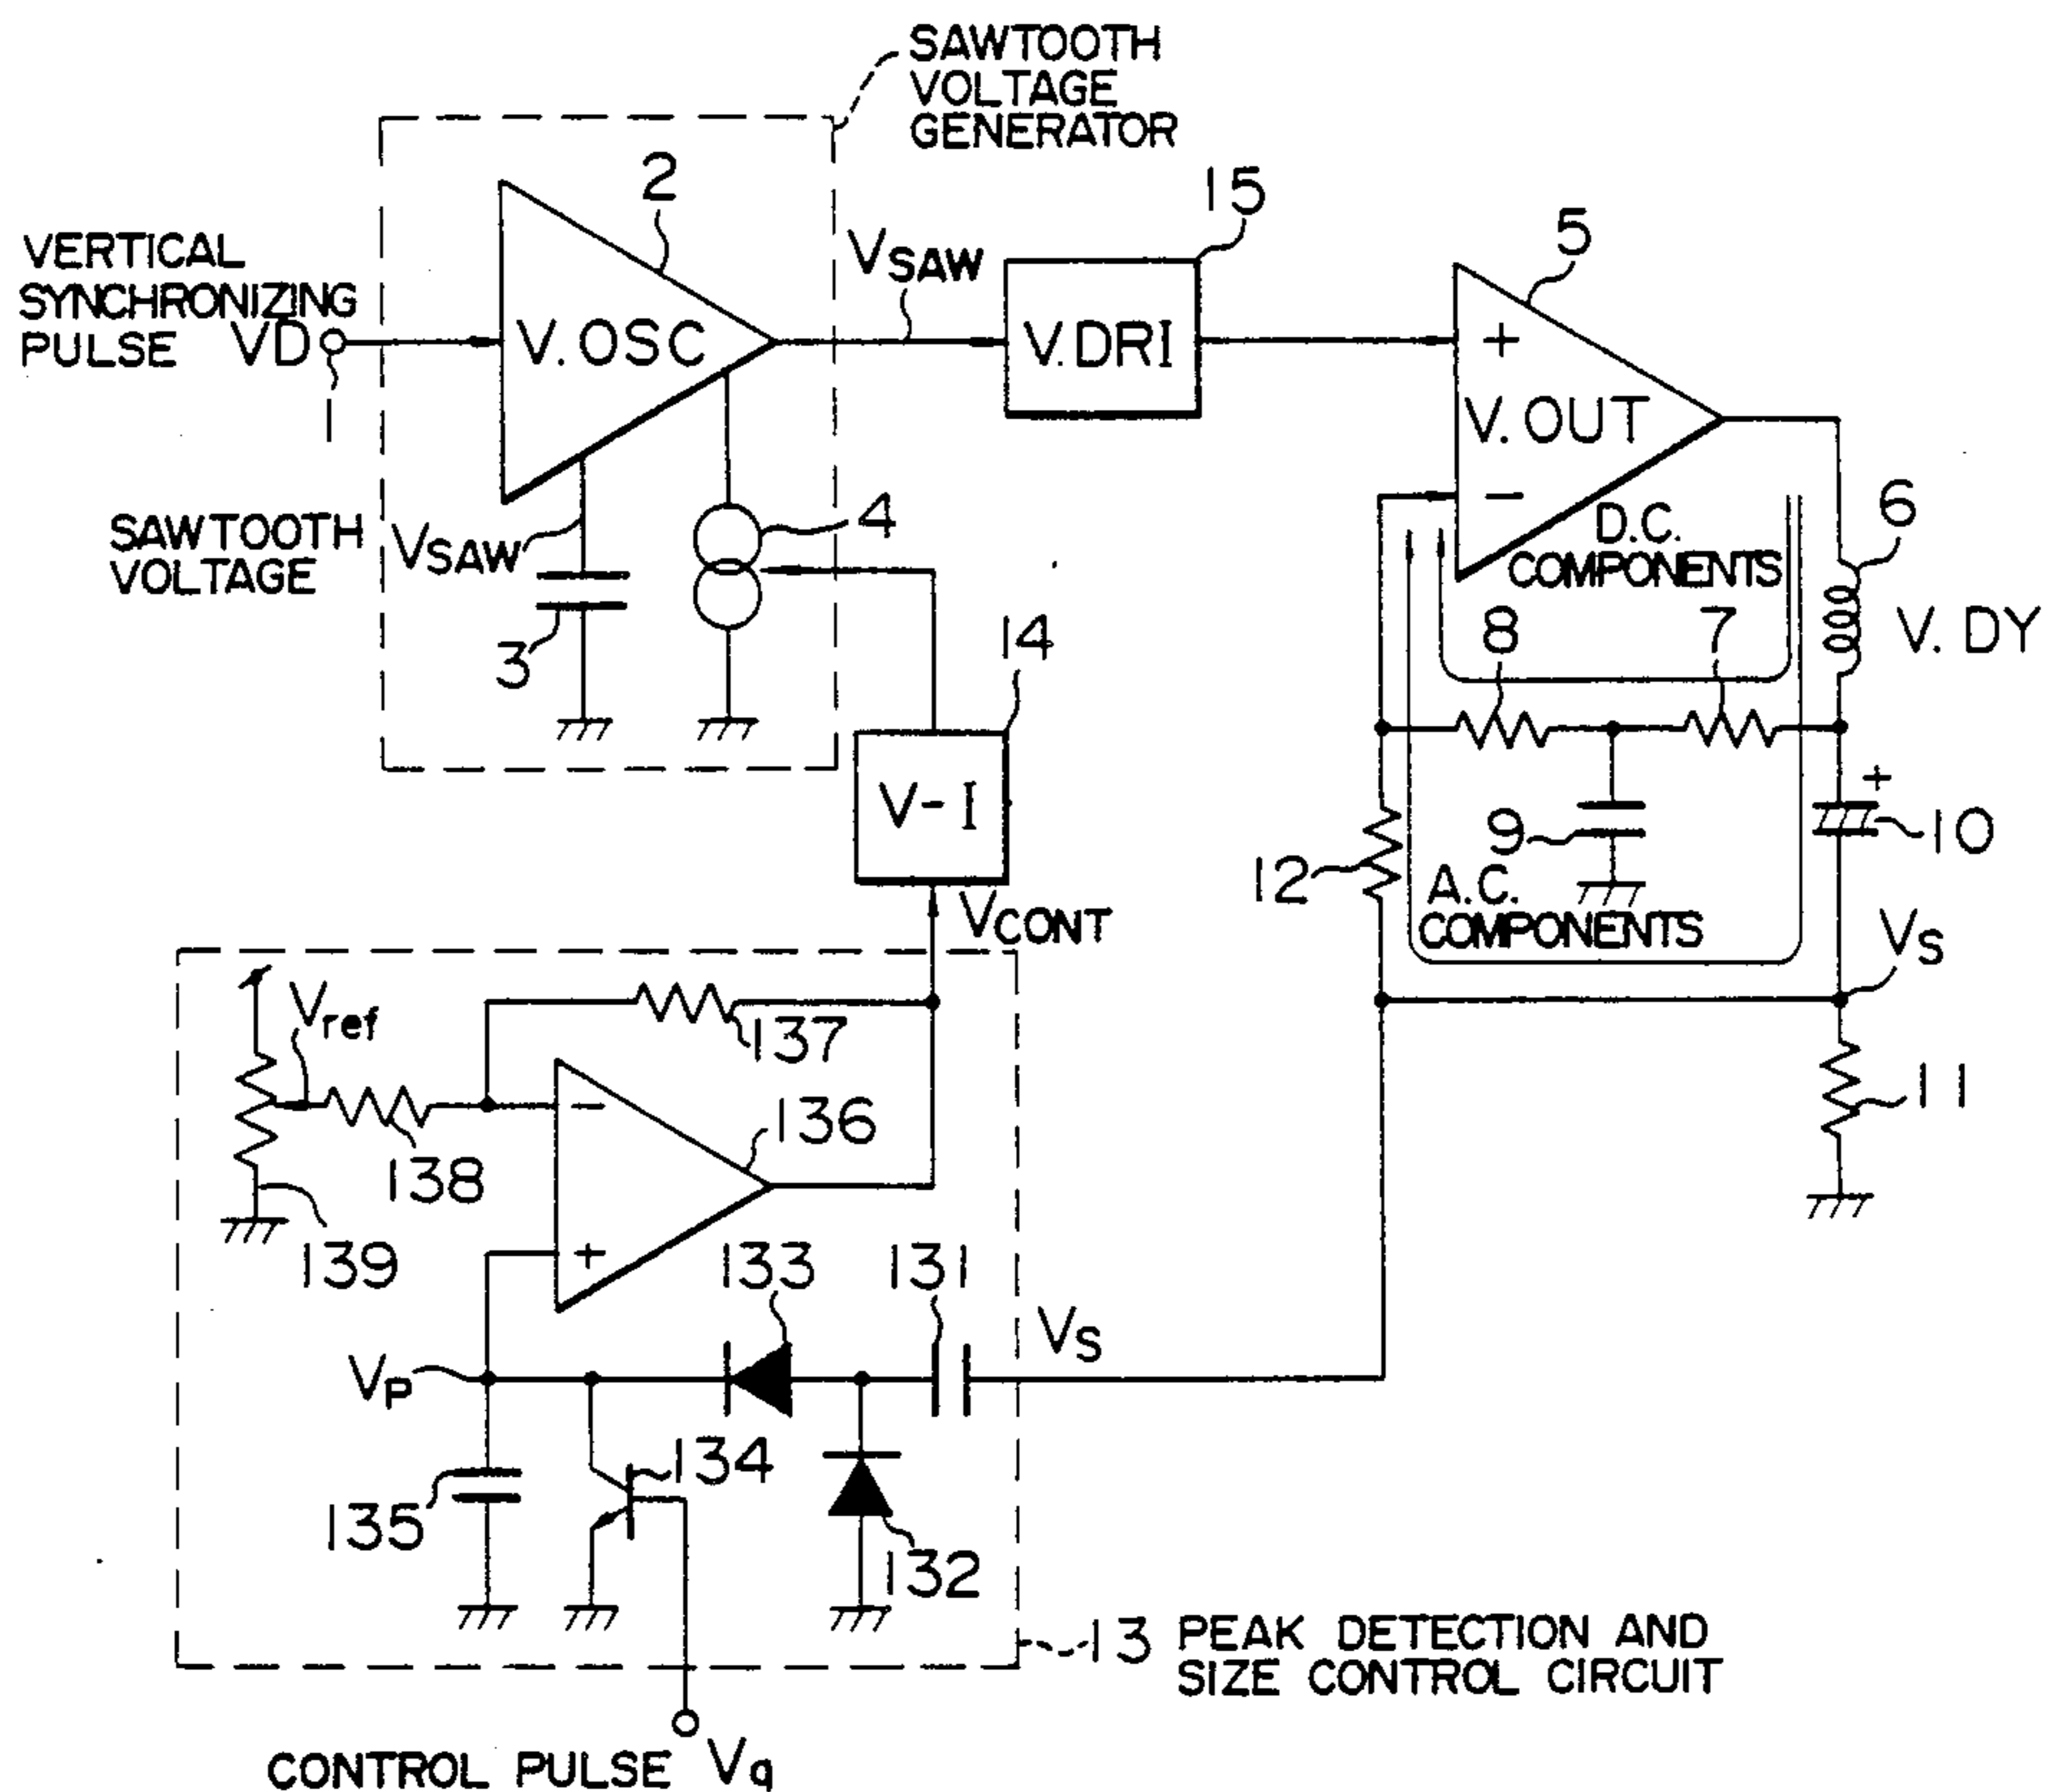 SAWTOOTH
VOLTAGE
GENERATOR
2
15
5
VERTICAL
SYNCHRONIZING
PULSE VD
1
V. OSC
VSAW
V.DRI
+
V. OUT
−
SAWTOOTH
VOLTAGE
VSAW
4
3
D.C.
COMPONENTS
6
8
7
V. DY
14
V-I
+
9
10
12
A.C.
COMPONENTS
VCONT
VS
Vref
137
11
−
136
138
139
+
133
131
VS
VP
134
135
132
13 PEAK DETECTION AND
SIZE CONTROL CIRCUIT
CONTROL PULSE Vq